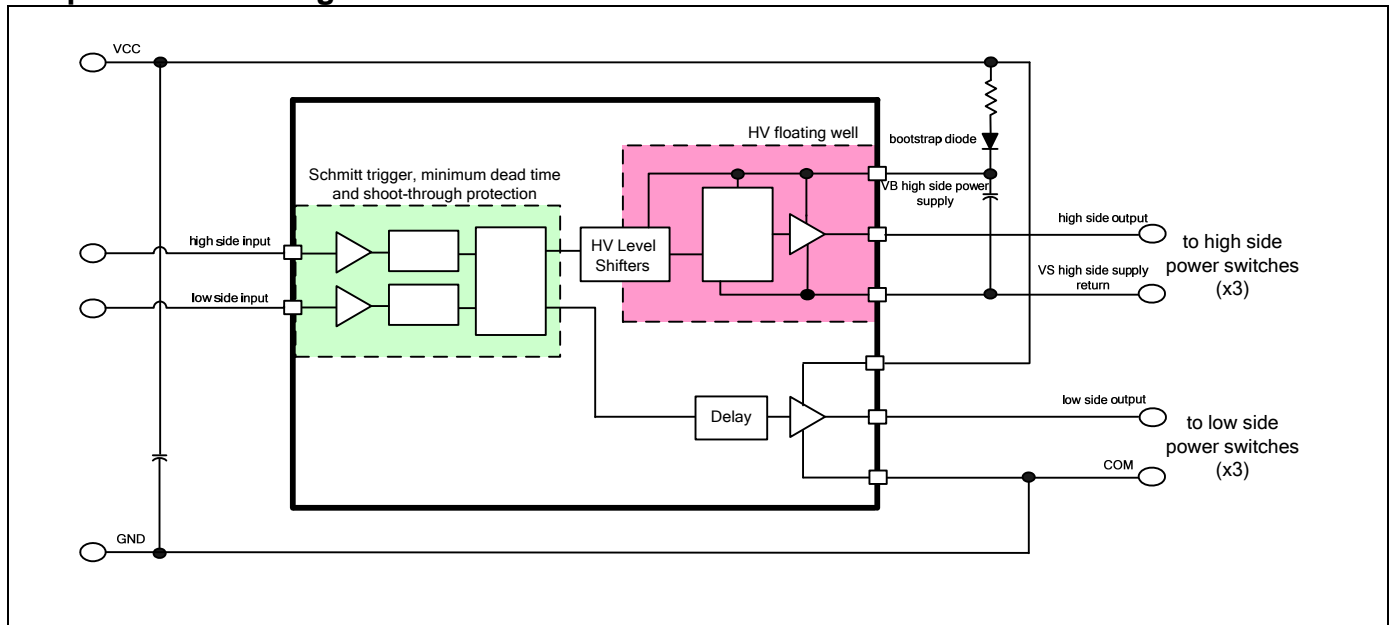 VCC
HV floating well
bootstrap diode
Schmitt trigger, minimum dead time
and shoot-through protection
VB high side power
supply
high side input
HV Level
Shifters
high side output
to high side
power switches
(x3)
VS high side supply
return
low side input
Delay
low side output
to low side
power switches
(x3)
COM
GND